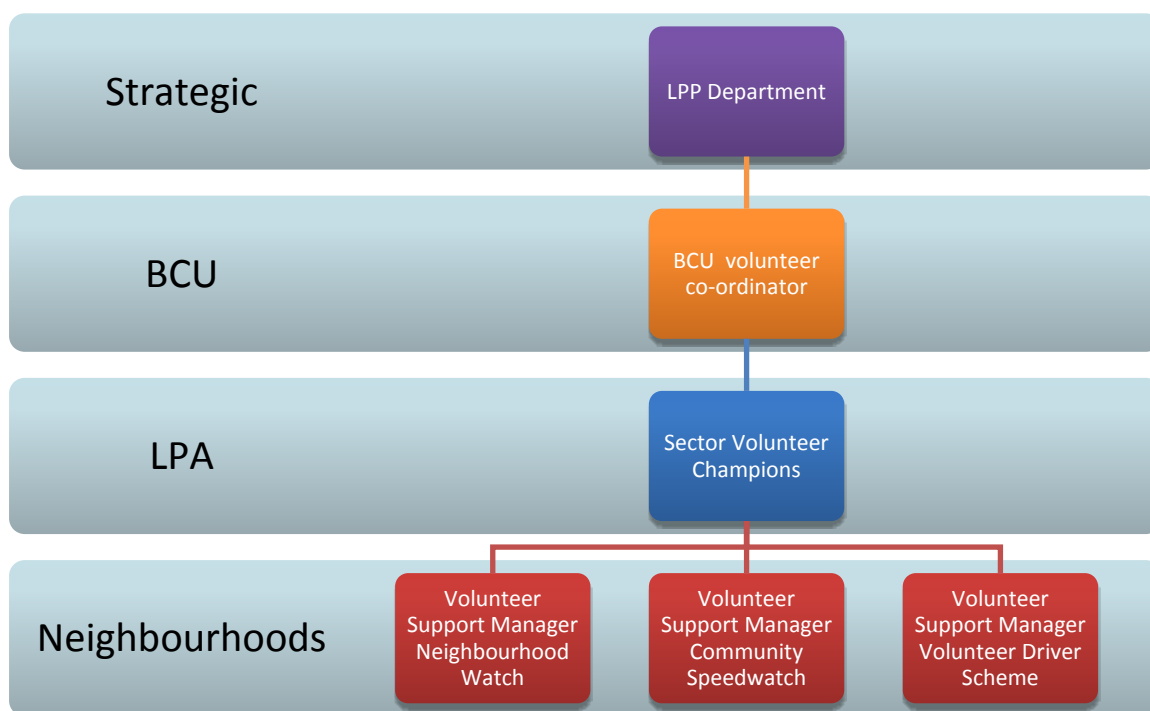 Strategic
LPP Department
BCU
BCU volunteer
co-ordinator
LPA
Sector Volunteer
Champions
Neighbourhoods
Volunteer
Support Manager
Neighbourhood
Watch
Volunteer
Support Manager
Community
Speedwatch
Volunteer
Support Manager
Volunteer Driver
Scheme